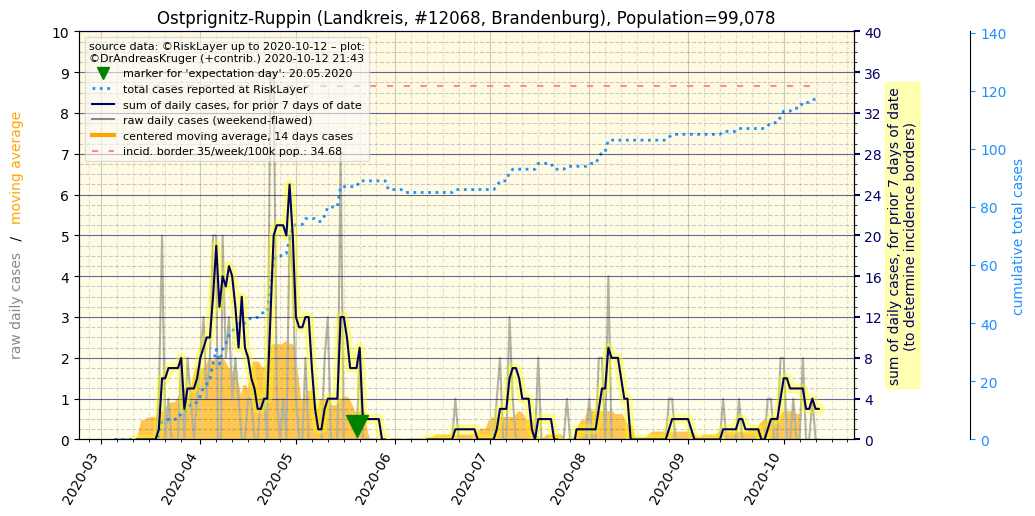 Ostprignitz-Ruppin (Landkreis, #12068, Brandenburg), Population=99,078
source data: ©RiskLayer up to 2020-10-12 – plot:
©DrAndreasKruger (+contrib.) 2020-10-12 21:43
marker for 'expectation day': 20.05.2020
total cases reported at RiskLayer
sum of daily cases, for prior 7 days of date
raw daily cases (weekend-flawed)
centered moving average, 14 days cases
incid. border 35/week/100k pop.: 34.68
raw daily cases / moving average
10
9
8
7
6
5
4
3
2
1
0
40
36
32
28
24
20
16
12
8
4
0
sum of daily cases, for prior 7 days of date
(to determine incidence borders)
140
120
100
80
60
40
20
0
cumulative total cases
2020-03
2020-04
2020-05
2020-06
2020-07
2020-08
2020-09
2020-10